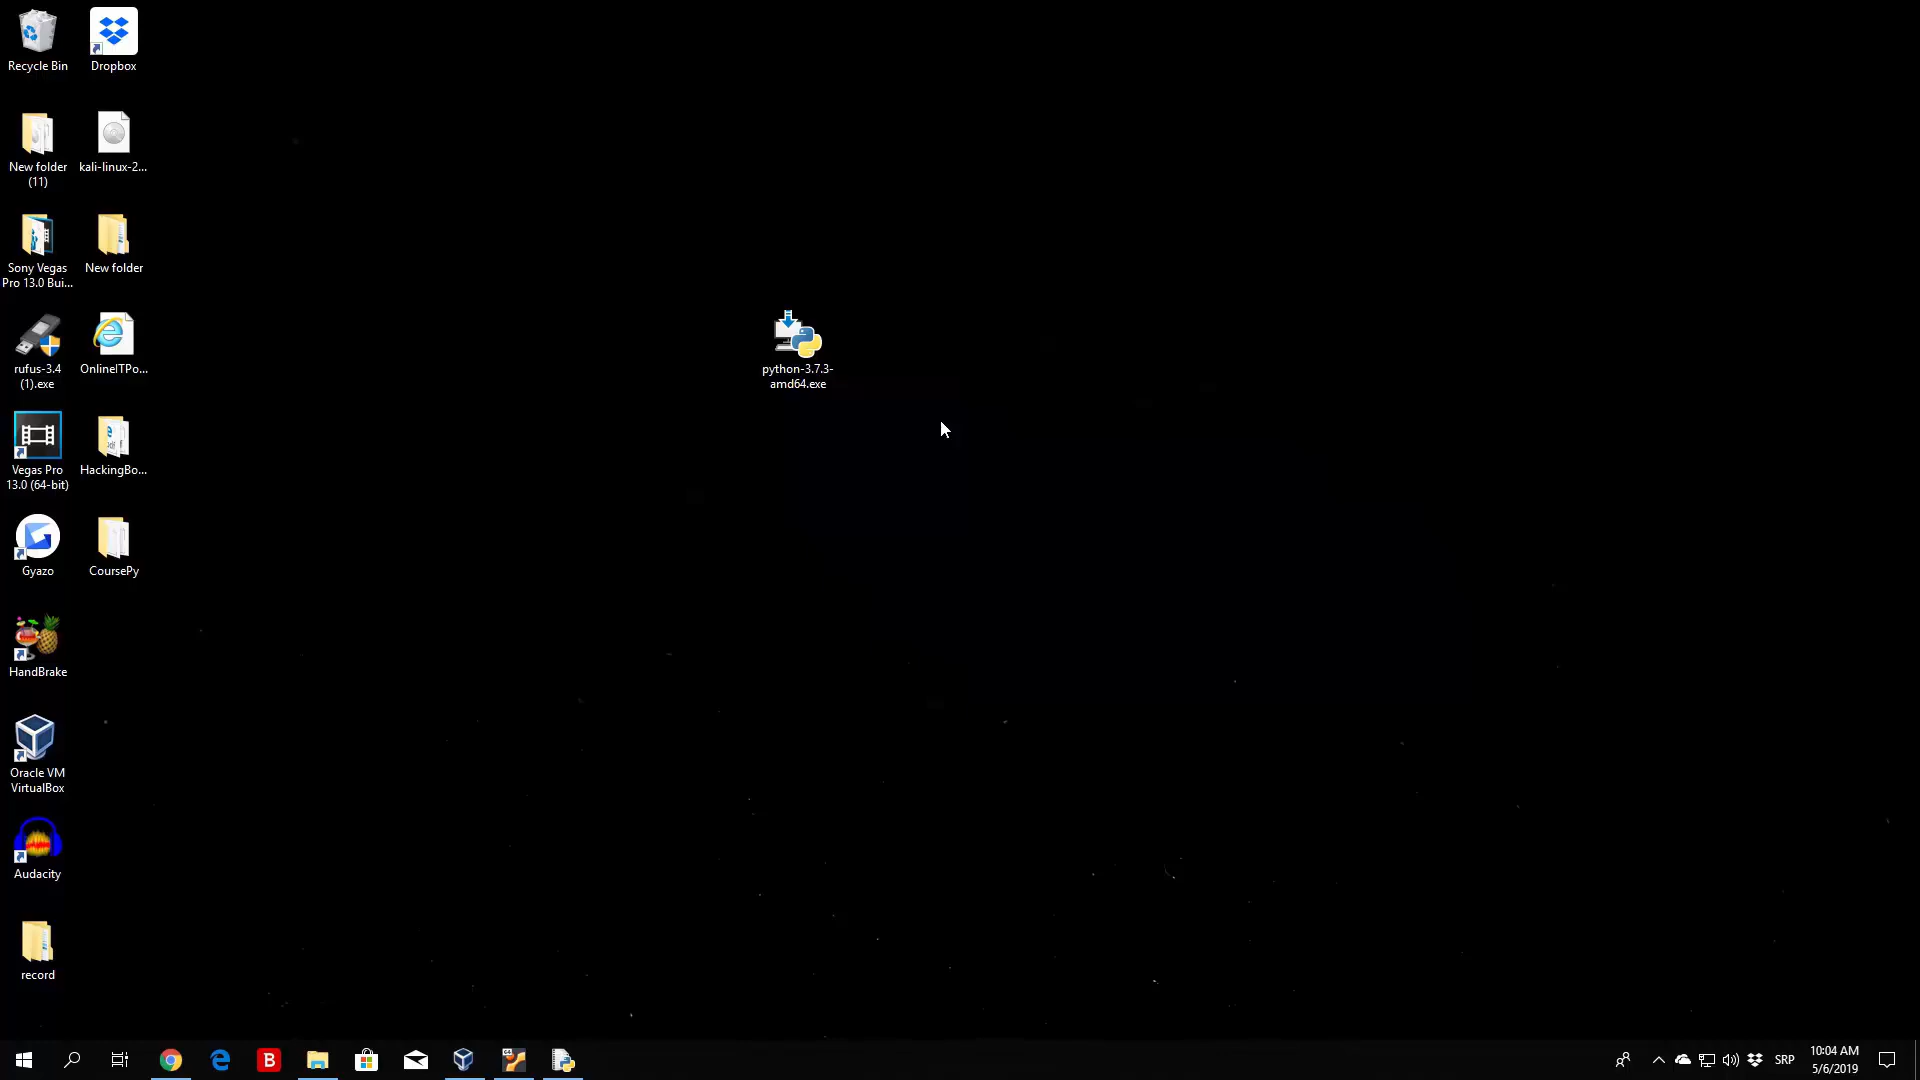 Recycle Bin
Dropbox
New folder
(11)
kali-linux-2...
Sony Vegas
Pro 13.0 Bui...
New folder
rufus-3.4
(1).exe
OnlineITPo...
python-3.7.3-
amd64.exe
Vegas Pro
13.0 (64-bit)
HackingBo...
Gyazo
CoursePy
HandBrake
Oracle VM
VirtualBox
Audacity
record
B
64
SRP
10:04 AM
5/6/2019